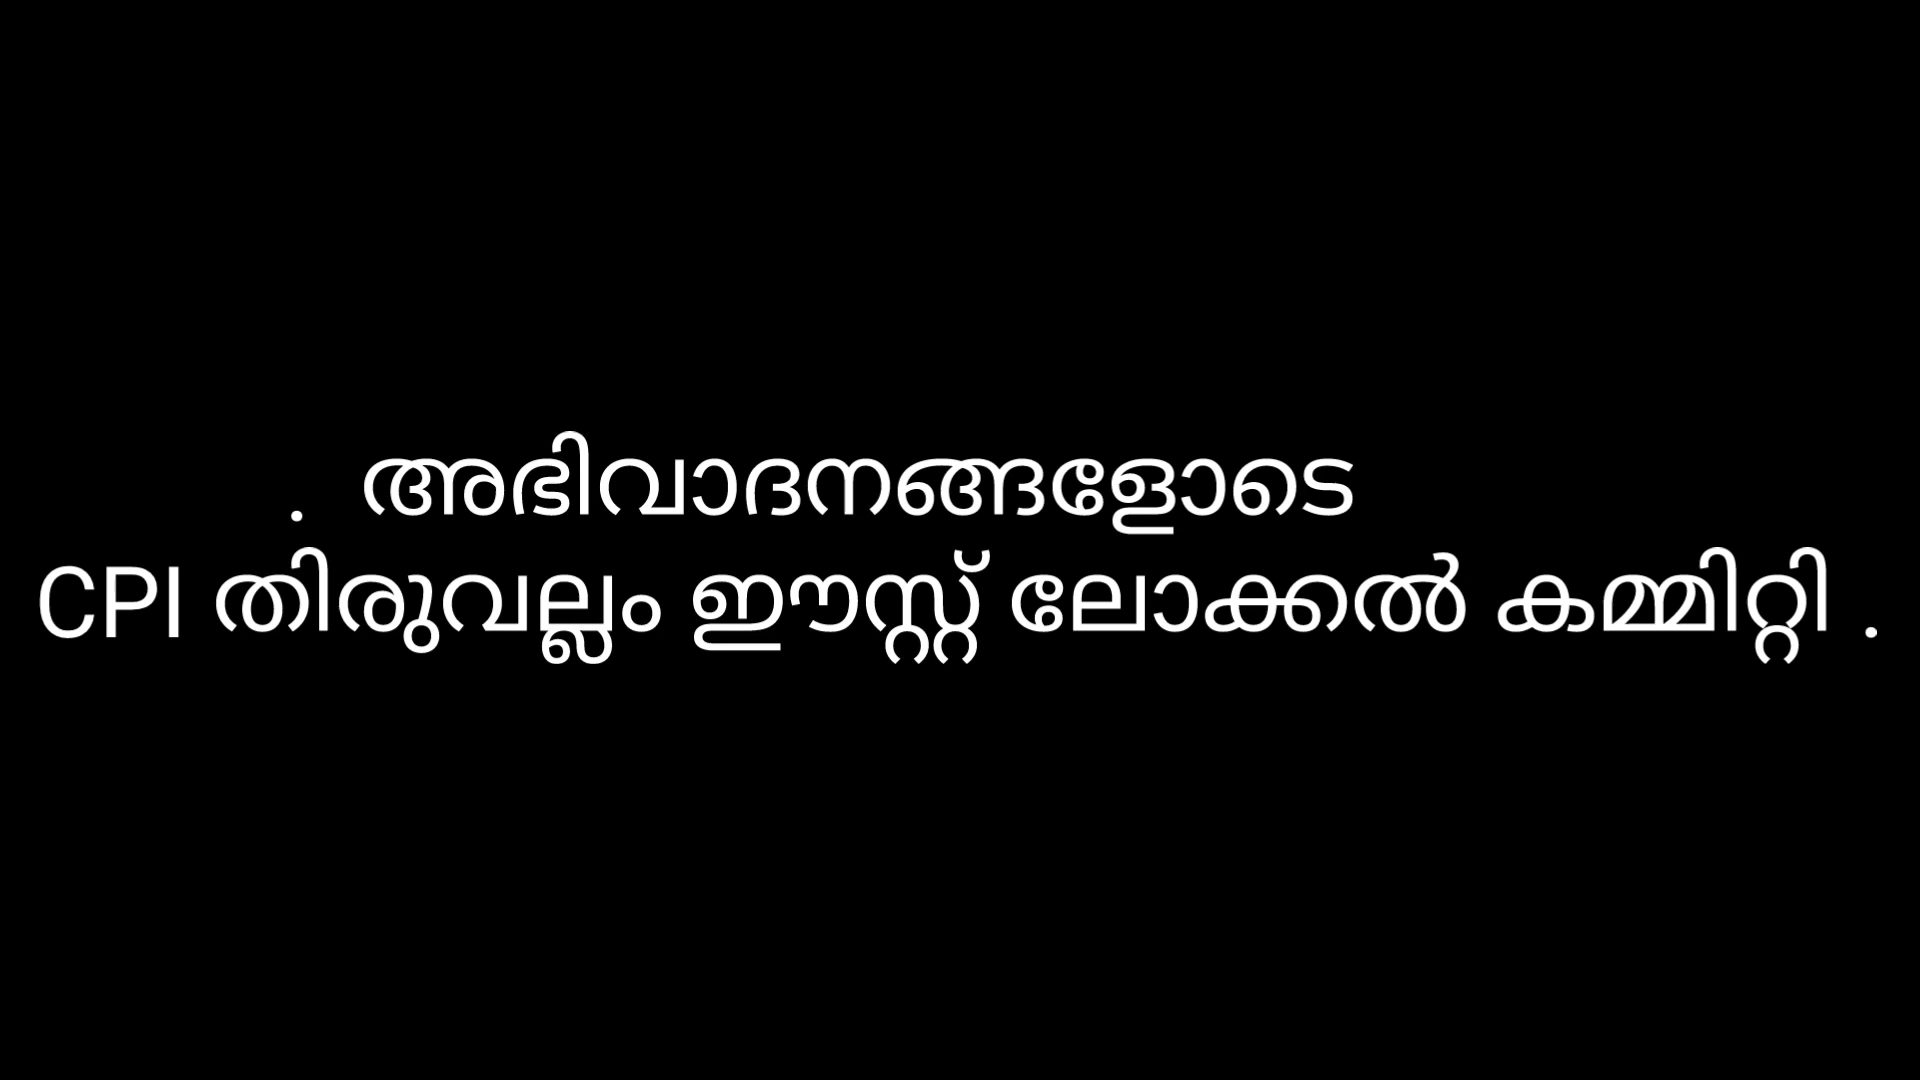 . അഭിവാദനങ്ങളോടെ
CPI തിരുവല്ലം ഈസ്റ്റ് ലോക്കൽ കമ്മിറ്റി .